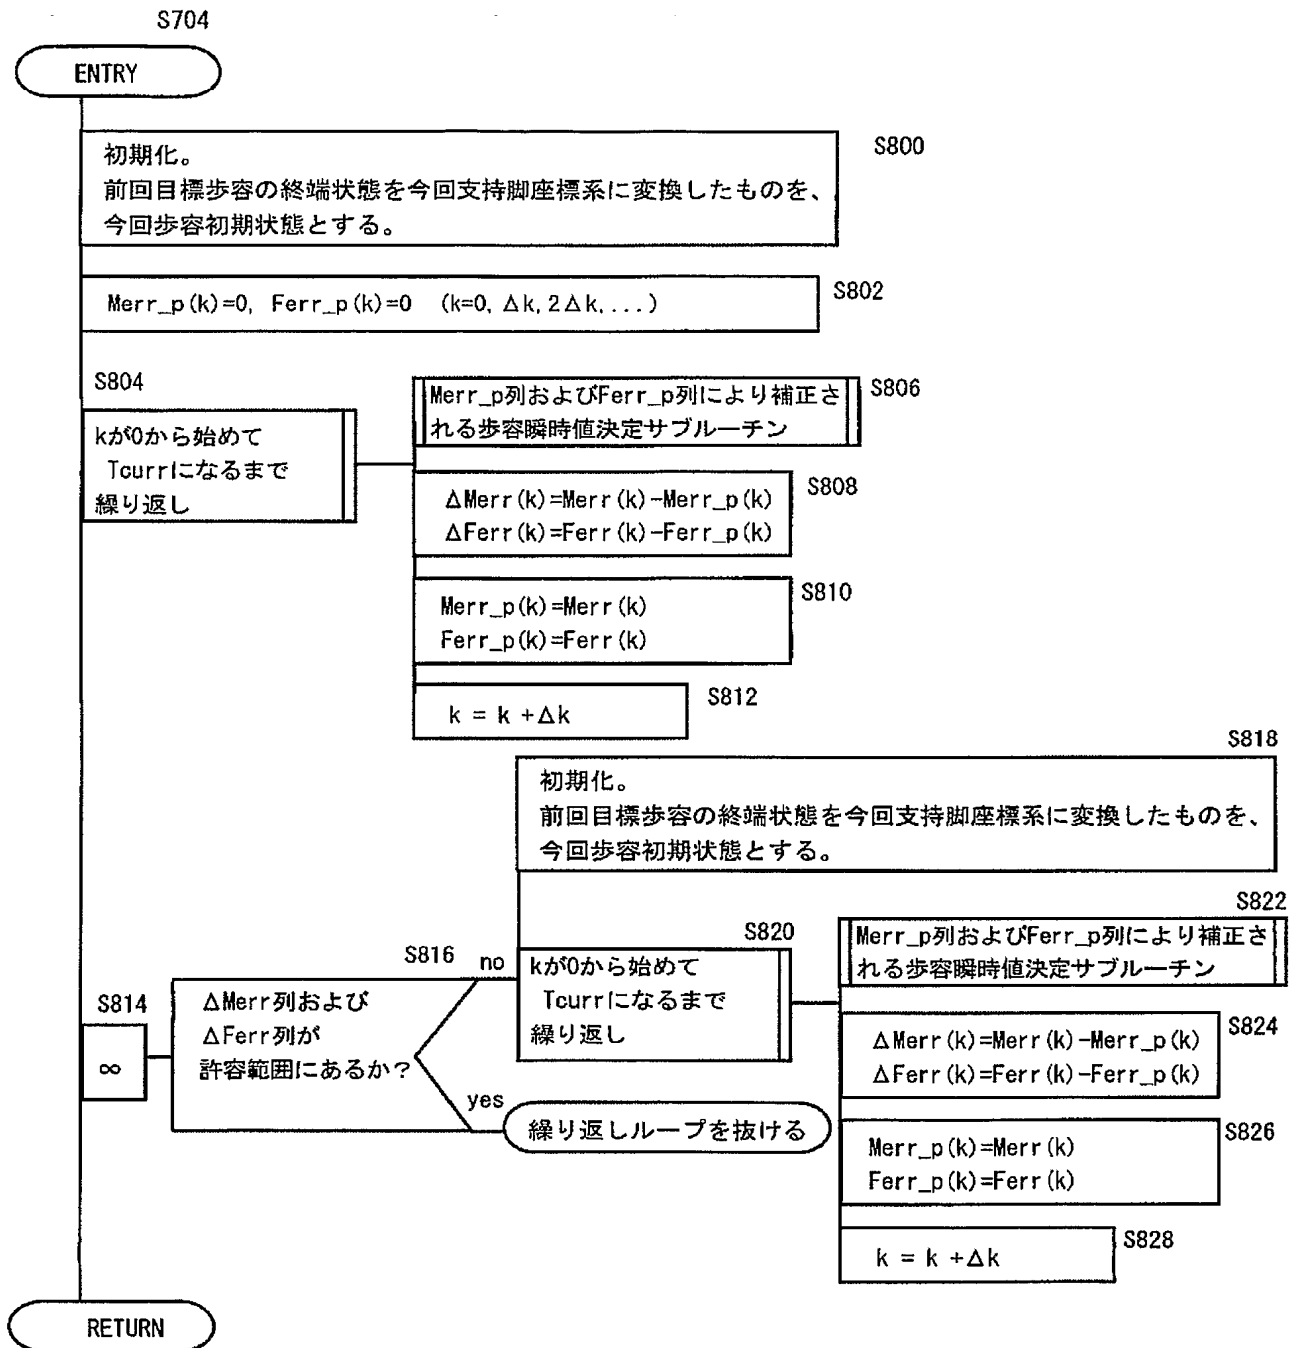 S704
ENTRY
S800
初期化。
前回目標歩容の終端状態を今回支持脚座標系に変換したものを、
今回歩容初期状態とする。
S802
Merr_p(k)=0, Ferr_p(k)=0 (k=0, Δk, 2Δk, ...)
S804
kが0から始めて
Tcurrになるまで
繰り返し
S806
Merr_p列およびFerr_p列により補正さ
れる歩容瞬時値決定サブルーチン
S808
ΔMerr(k)=Merr(k)-Merr_p(k)
ΔFerr(k)=Ferr(k)-Ferr_p(k)
S810
Merr_p(k)=Merr(k)
Ferr_p(k)=Ferr(k)
S812
k = k +Δk
S818
初期化。
前回目標歩容の終端状態を今回支持脚座標系に変換したものを、
今回歩容初期状態とする。
S814
∞
S816
ΔMerr列および
ΔFerr列が
許容範囲にあるか?
no
S820
kが0から始めて
Tcurrになるまで
繰り返し
yes
繰り返しループを抜ける
S822
Merr_p列およびFerr_p列により補正さ
れる歩容瞬時値決定サブルーチン
S824
ΔMerr(k)=Merr(k)-Merr_p(k)
ΔFerr(k)=Ferr(k)-Ferr_p(k)
S826
Merr_p(k)=Merr(k)
Ferr_p(k)=Ferr(k)
S828
k = k +Δk
RETURN